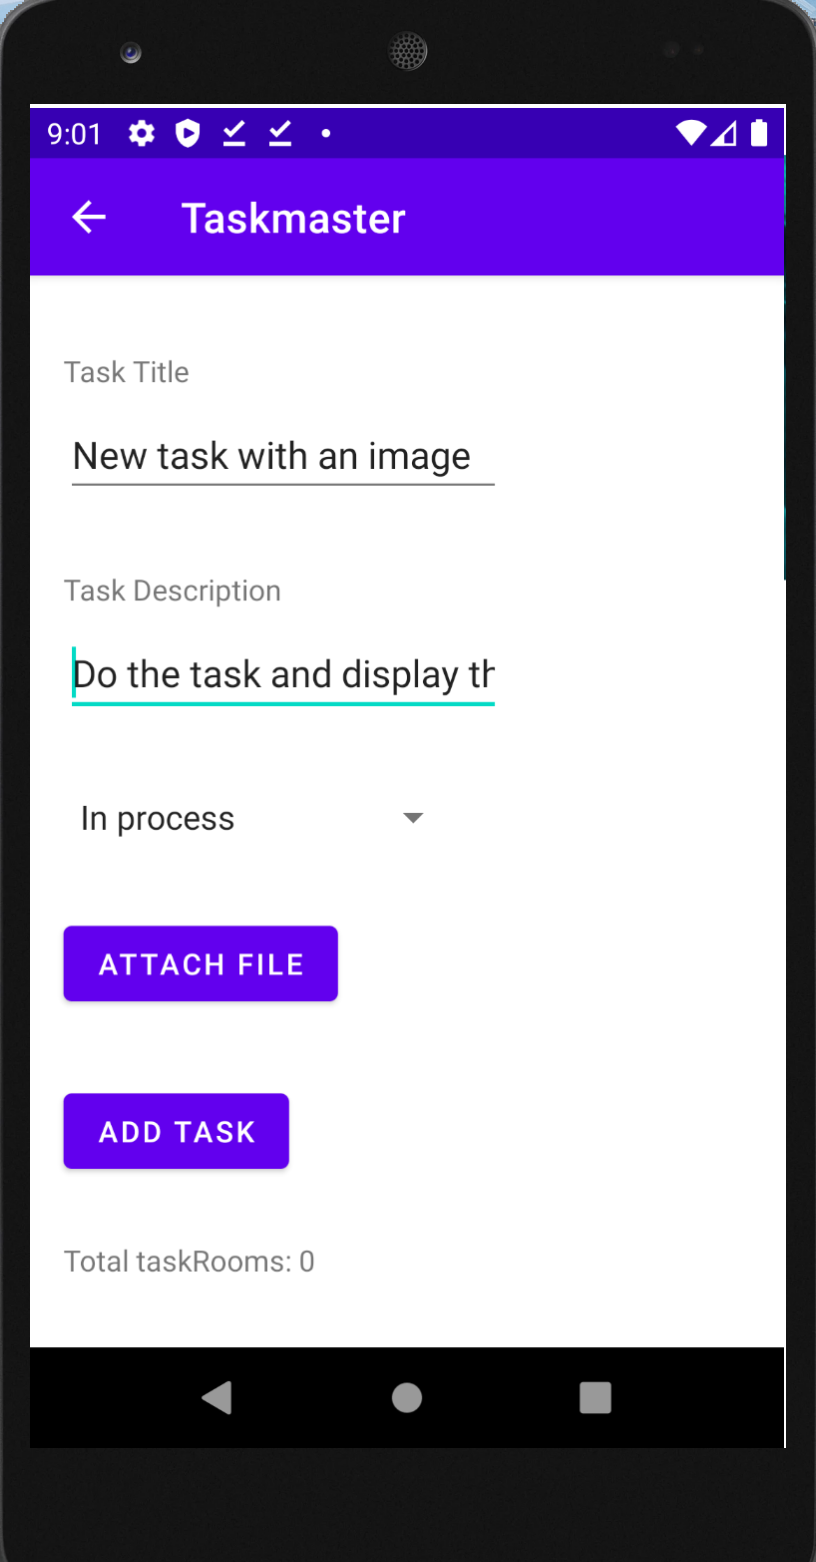 9:01
Taskmaster
Task Title
New task with an image
Task Description
Do the task and display
In process
ATTACH FILE
ADD TASK
Total taskRooms: 0